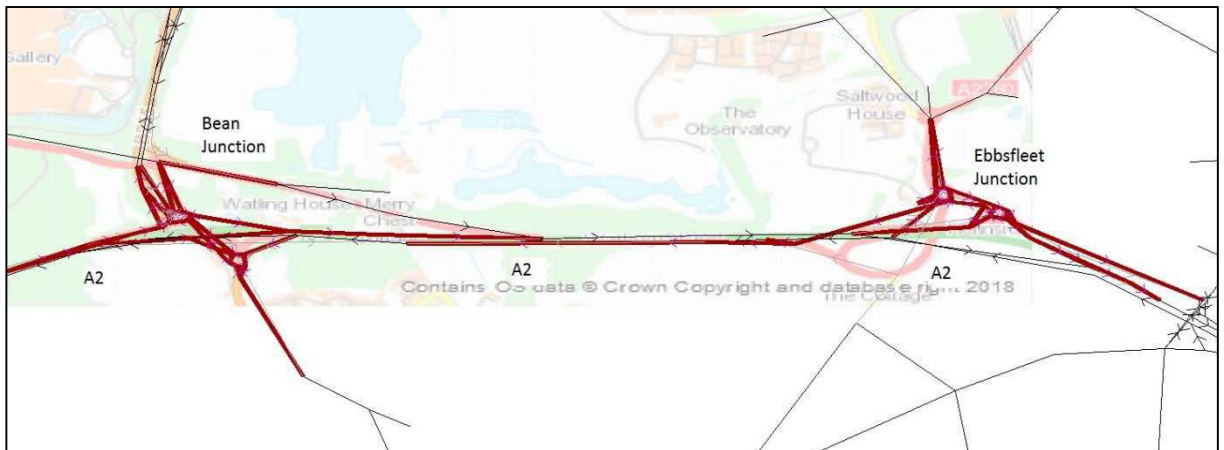 Gallery
Bean
Junction
The
Observatory
Saltwood
House
Ebbsfleet
Junction
Watling House
Merry
Chest
A2
A2
A2
Contains OS data © Crown Copyright and database right 2018
The Cottage